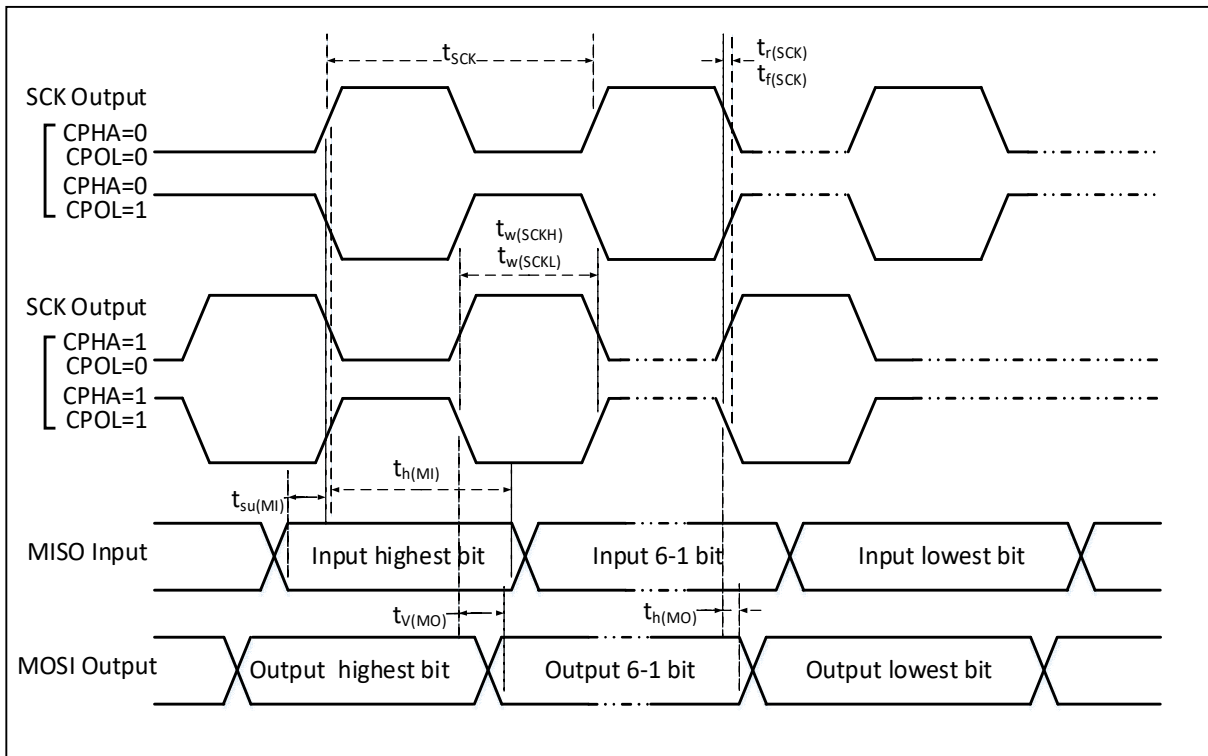 tSCK
tr(SCK)
tf(SCK)
SCK Output
CPHA=0
CPOL=0
CPHA=0
CPOL=1
tw(SCKH)
tw(SCKL)
SCK Output
CPHA=1
CPOL=0
CPHA=1
CPOL=1
th(MI)
tsu(MI)
MISO Input
Input highest bit
Input 6-1 bit
Input lowest bit
tV(MO)
th(MO)
MOSI Output
Output highest bit
Output 6-1 bit
Output lowest bit